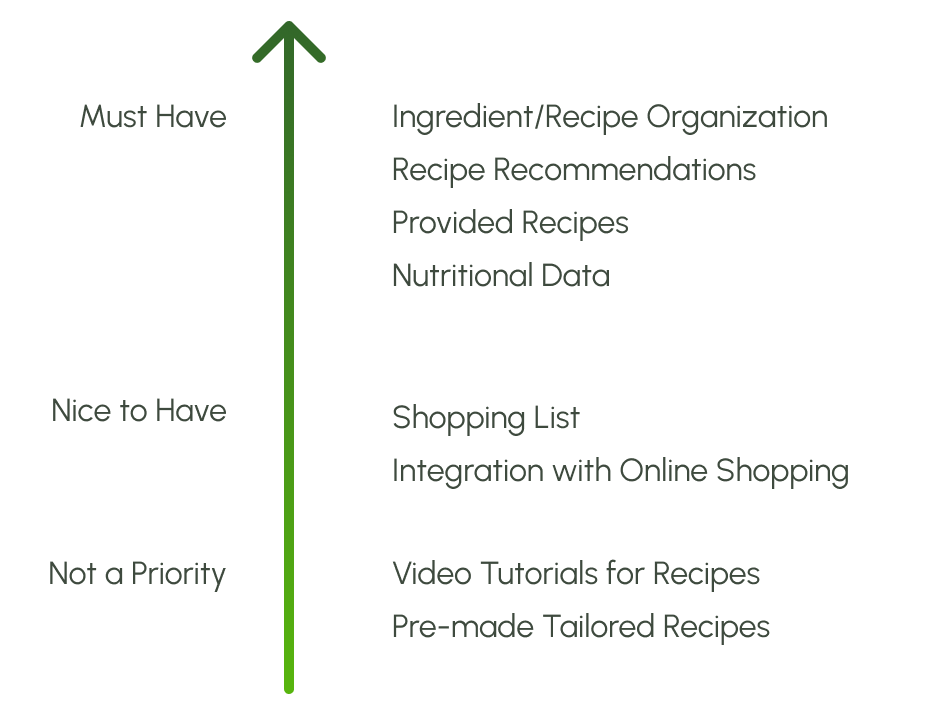 Must Have
Ingredient/Recipe Organization
Recipe Recommendations
Provided Recipes
Nutritional Data
Nice to Have
Shopping List
Integration with Online Shopping
Not a Priority
Video Tutorials for Recipes
Pre-made Tailored Recipes